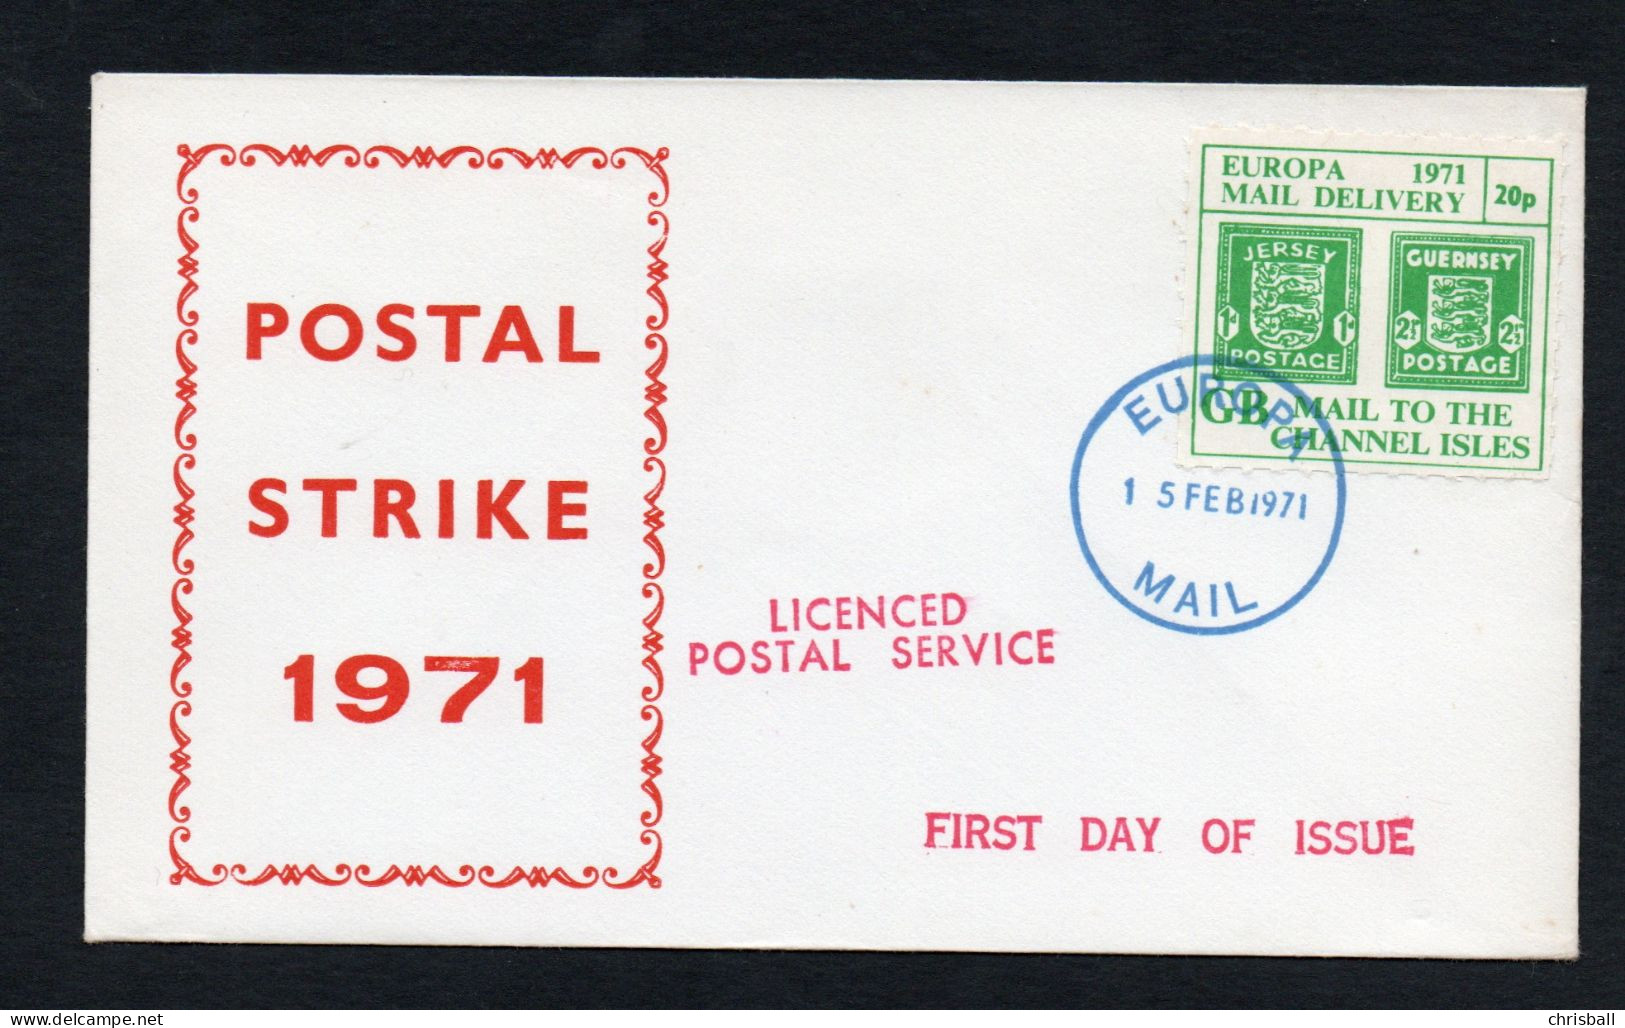 POSTAL
STRIKE
1971
EUROPA 1971
MAIL DELIVERY
20p
JERSEY
1d 1d
POSTAGE
GUERNSEY
2½d 2½d
POSTAGE
GB MAIL TO THE
CHANNEL ISLES
EUROPA
15 FEB 1971
MAIL
LICENCED
POSTAL SERVICE
FIRST DAY OF ISSUE
delcampe.net
chrisball